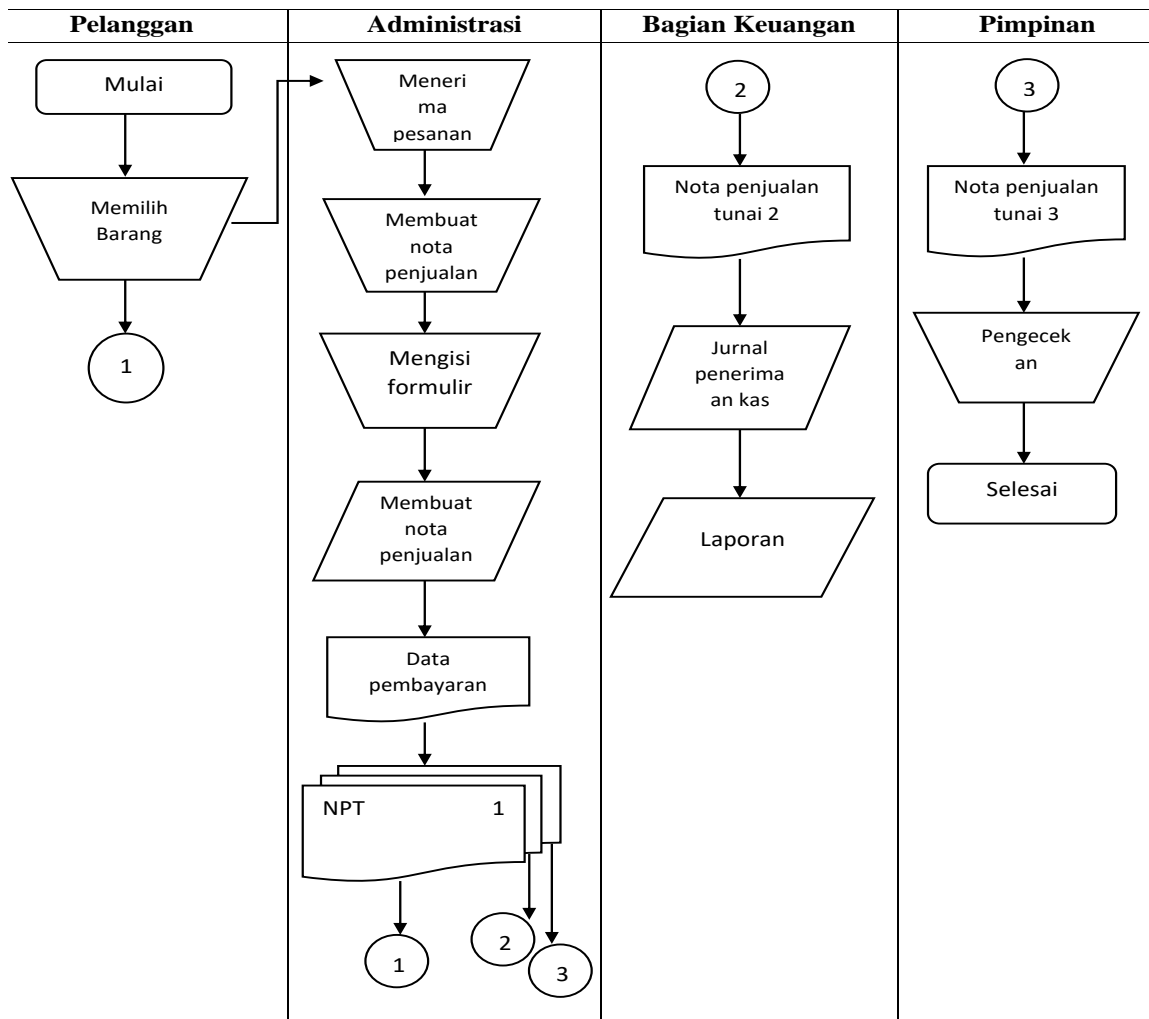 Pelanggan
Administrasi
Bagian Keuangan
Pimpinan
Mulai
Memilih
Barang
1
Meneri
ma
pesanan
Membuat
nota
penjualan
Mengisi
formulir
Membuat
nota
penjualan
Data
pembayaran
NPT 1
1
2
3
2
Nota penjualan
tunai 2
Jurnal
penerima
an kas
Laporan
3
Nota penjualan
tunai 3
Pengecek
an
Selesai